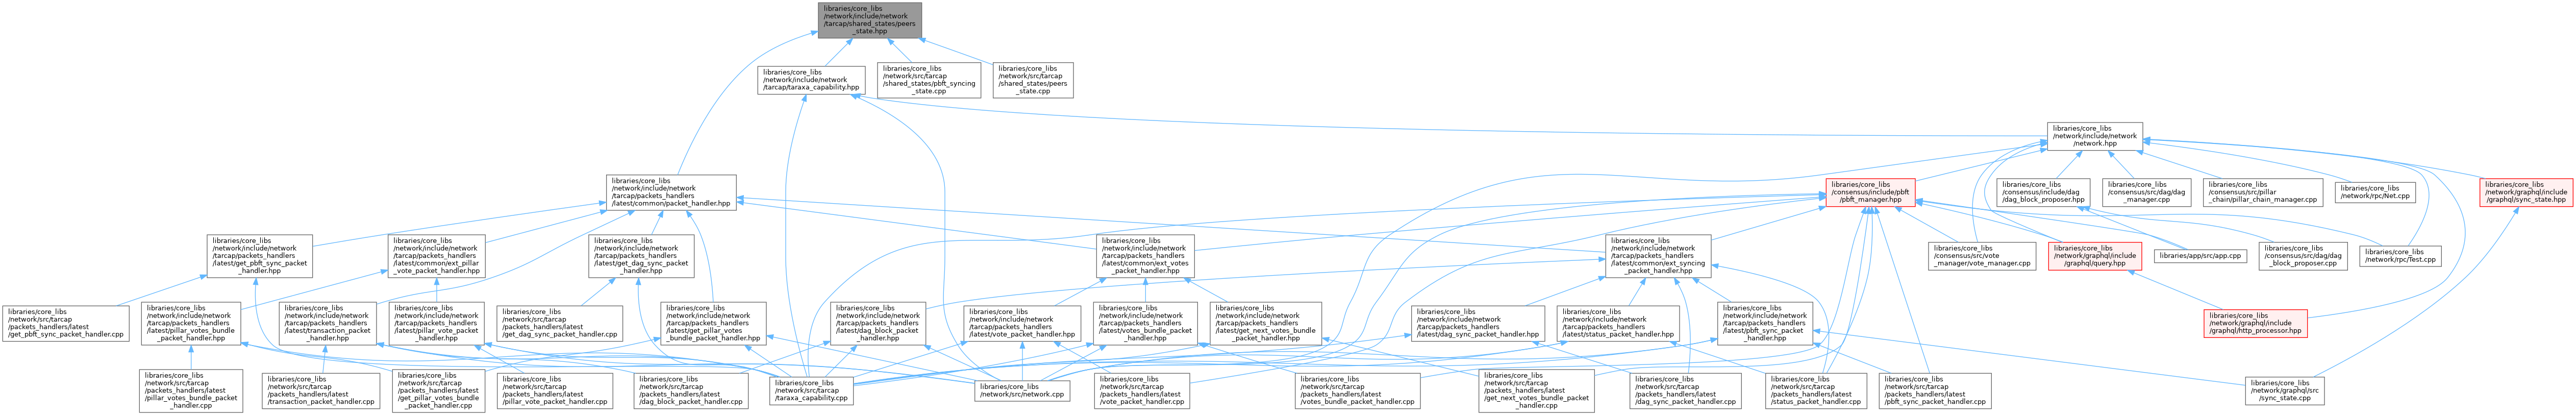 libraries/core_libs
/network/include/network
/tarcap/shared_states/peers
_state.hpp
libraries/core_libs
/network/include/network
/tarcap/taraxa_capability.hpp
libraries/core_libs
/network/src/tarcap
/shared_states/pbft_syncing
_state.cpp
libraries/core_libs
/network/src/tarcap
/shared_states/peers
_state.cpp
libraries/core_libs
/network/include/network
/network.hpp
libraries/core_libs
/network/include/network
/tarcap/packets_handlers
/latest/common/packet_handler.hpp
libraries/core_libs
/consensus/include/pbft
/pbft_manager.hpp
libraries/core_libs
/consensus/include/dag
/dag_block_proposer.hpp
libraries/core_libs
/consensus/src/dag/dag
_manager.cpp
libraries/core_libs
/consensus/src/pillar
_chain/pillar_chain_manager.cpp
libraries/core_libs
/network/rpc/Net.cpp
libraries/core_libs
/network/graphql/include
/graphql/sync_state.hpp
libraries/core_libs
/network/include/network
/tarcap/packets_handlers
/latest/get_pbft_sync_packet
_handler.hpp
libraries/core_libs
/network/include/network
/tarcap/packets_handlers
/latest/common/ext_pillar
_vote_packet_handler.hpp
libraries/core_libs
/network/include/network
/tarcap/packets_handlers
/latest/get_dag_sync_packet
_handler.hpp
libraries/core_libs
/network/include/network
/tarcap/packets_handlers
/latest/common/ext_votes
_packet_handler.hpp
libraries/core_libs
/network/include/network
/tarcap/packets_handlers
/latest/common/ext_syncing
_packet_handler.hpp
libraries/core_libs
/consensus/src/vote
_manager/vote_manager.cpp
libraries/core_libs
/network/graphql/include
/graphql/query.hpp
libraries/app/src/app.cpp
libraries/core_libs
/consensus/src/dag/dag
_block_proposer.cpp
libraries/core_libs
/network/rpc/Test.cpp
libraries/core_libs
/network/src/tarcap
/packets_handlers/latest
/get_pbft_sync_packet_handler.cpp
libraries/core_libs
/network/include/network
/tarcap/packets_handlers
/latest/pillar_votes_bundle
_packet_handler.hpp
libraries/core_libs
/network/include/network
/tarcap/packets_handlers
/latest/transaction_packet
_handler.hpp
libraries/core_libs
/network/include/network
/tarcap/packets_handlers
/latest/pillar_vote_packet
_handler.hpp
libraries/core_libs
/network/src/tarcap
/packets_handlers/latest
/get_dag_sync_packet_handler.cpp
libraries/core_libs
/network/include/network
/tarcap/packets_handlers
/latest/get_pillar_votes
_bundle_packet_handler.hpp
libraries/core_libs
/network/include/network
/tarcap/packets_handlers
/latest/dag_block_packet
_handler.hpp
libraries/core_libs
/network/include/network
/tarcap/packets_handlers
/latest/vote_packet_handler.hpp
libraries/core_libs
/network/include/network
/tarcap/packets_handlers
/latest/votes_bundle_packet
_handler.hpp
libraries/core_libs
/network/include/network
/tarcap/packets_handlers
/latest/get_next_votes_bundle
_packet_handler.hpp
libraries/core_libs
/network/include/network
/tarcap/packets_handlers
/latest/dag_sync_packet_handler.hpp
libraries/core_libs
/network/include/network
/tarcap/packets_handlers
/latest/status_packet_handler.hpp
libraries/core_libs
/network/include/network
/tarcap/packets_handlers
/latest/pbft_sync_packet
_handler.hpp
libraries/core_libs
/network/graphql/include
/graphql/http_processor.hpp
libraries/core_libs
/network/src/tarcap
/packets_handlers/latest
/pillar_votes_bundle_packet
_handler.cpp
libraries/core_libs
/network/src/tarcap
/packets_handlers/latest
/transaction_packet_handler.cpp
libraries/core_libs
/network/src/tarcap
/packets_handlers/latest
/get_pillar_votes_bundle
_packet_handler.cpp
libraries/core_libs
/network/src/tarcap
/packets_handlers/latest
/pillar_vote_packet_handler.cpp
libraries/core_libs
/network/src/tarcap
/packets_handlers/latest
/dag_block_packet_handler.cpp
libraries/core_libs
/network/src/tarcap
/taraxa_capability.cpp
libraries/core_libs
/network/src/network.cpp
libraries/core_libs
/network/src/tarcap
/packets_handlers/latest
/vote_packet_handler.cpp
libraries/core_libs
/network/src/tarcap
/packets_handlers/latest
/votes_bundle_packet_handler.cpp
libraries/core_libs
/network/src/tarcap
/packets_handlers/latest
/get_next_votes_bundle_packet
_handler.cpp
libraries/core_libs
/network/src/tarcap
/packets_handlers/latest
/dag_sync_packet_handler.cpp
libraries/core_libs
/network/src/tarcap
/packets_handlers/latest
/status_packet_handler.cpp
libraries/core_libs
/network/src/tarcap
/packets_handlers/latest
/pbft_sync_packet_handler.cpp
libraries/core_libs
/network/graphql/src
/sync_state.cpp